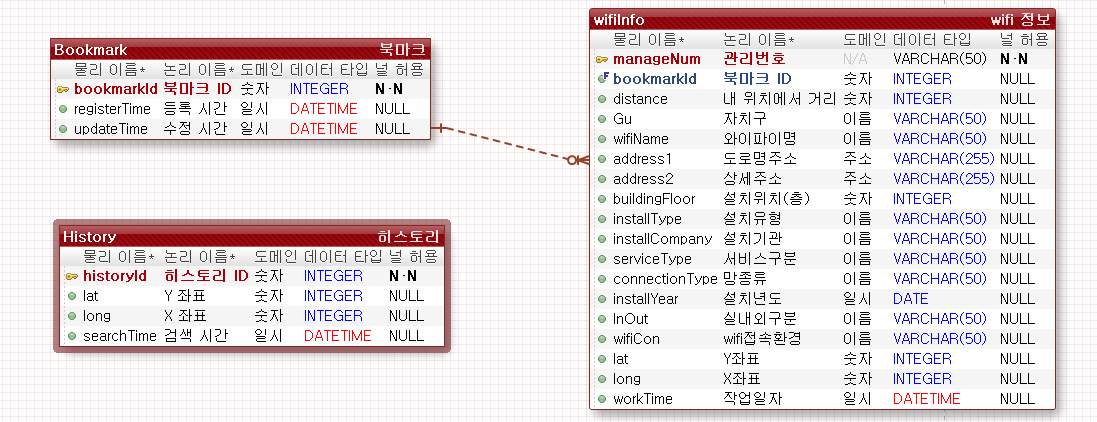 Bookmark 북마크
물리 이름* 논리 이름* 도메인 데이터 타입 널 허용
bookmarkId 북마크 ID 숫자 INTEGER N·N
registerTime 등록 시간 일시 DATETIME NULL
updateTime 수정 시간 일시 DATETIME NULL
History 히스토리
물리 이름* 논리 이름* 도메인 데이터 타입 널 허용
historyId 히스토리 ID 숫자 INTEGER N·N
lat Y 좌표 숫자 INTEGER NULL
long X 좌표 숫자 INTEGER NULL
searchTime 검색 시간 일시 DATETIME NULL
wifiInfo wifi 정보
물리 이름* 논리 이름* 도메인 데이터 타입 널 허용
manageNum 관리번호 N/A VARCHAR(50) N·N
F bookmarkId 북마크 ID 숫자 INTEGER NULL
distance 내 위치에서 거리 숫자 INTEGER NULL
Gu 자치구 이름 VARCHAR(50) NULL
wifiName 와이파이명 이름 VARCHAR(50) NULL
address1 도로명주소 주소 VARCHAR(255) NULL
address2 상세주소 주소 VARCHAR(255) NULL
buildingFloor 설치위치(층) 숫자 INTEGER NULL
installType 설치유형 이름 VARCHAR(50) NULL
installCompany 설치기관 이름 VARCHAR(50) NULL
serviceType 서비스구분 이름 VARCHAR(50) NULL
connectionType 망종류 이름 VARCHAR(50) NULL
installYear 설치년도 일시 DATE NULL
InOut 실내외구분 이름 VARCHAR(50) NULL
wifiCon wifi접속환경 이름 VARCHAR(50) NULL
lat Y좌표 숫자 INTEGER NULL
long X좌표 숫자 INTEGER NULL
workTime 작업일자 일시 DATETIME NULL